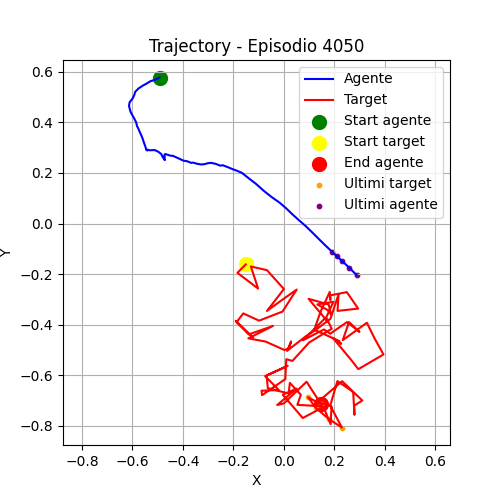 Trajectory - Episodio 4050
Agente
Target
Start agente
Start target
End agente
Ultimi target
Ultimi agente
0.6
0.4
0.2
0.0
−0.2
−0.4
−0.6
−0.8
Y
−0.8
−0.6
−0.4
−0.2
0.0
0.2
0.4
0.6
X